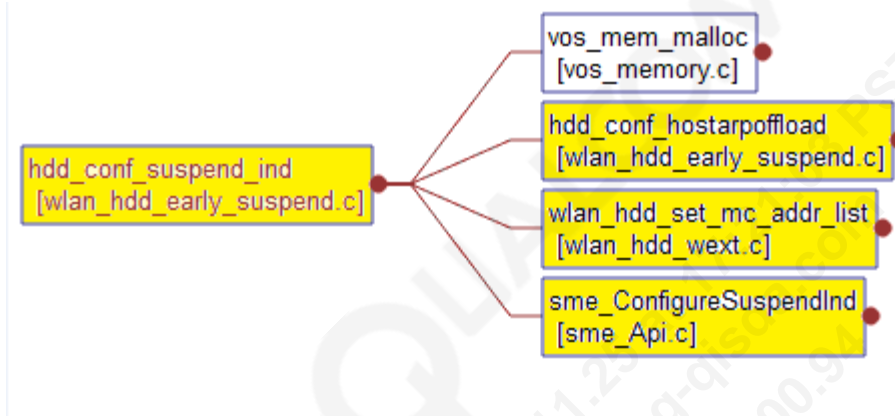 vos_mem_malloc
[vos_memory.c]
hdd_conf_hostarpoffload
[wlan_hdd_early_suspend.c]
hdd_conf_suspend_ind
[wlan_hdd_early_suspend.c]
wlan_hdd_set_mc_addr_list
[wlan_hdd_wext.c]
sme_ConfigureSuspendInd
[sme_Api.c]